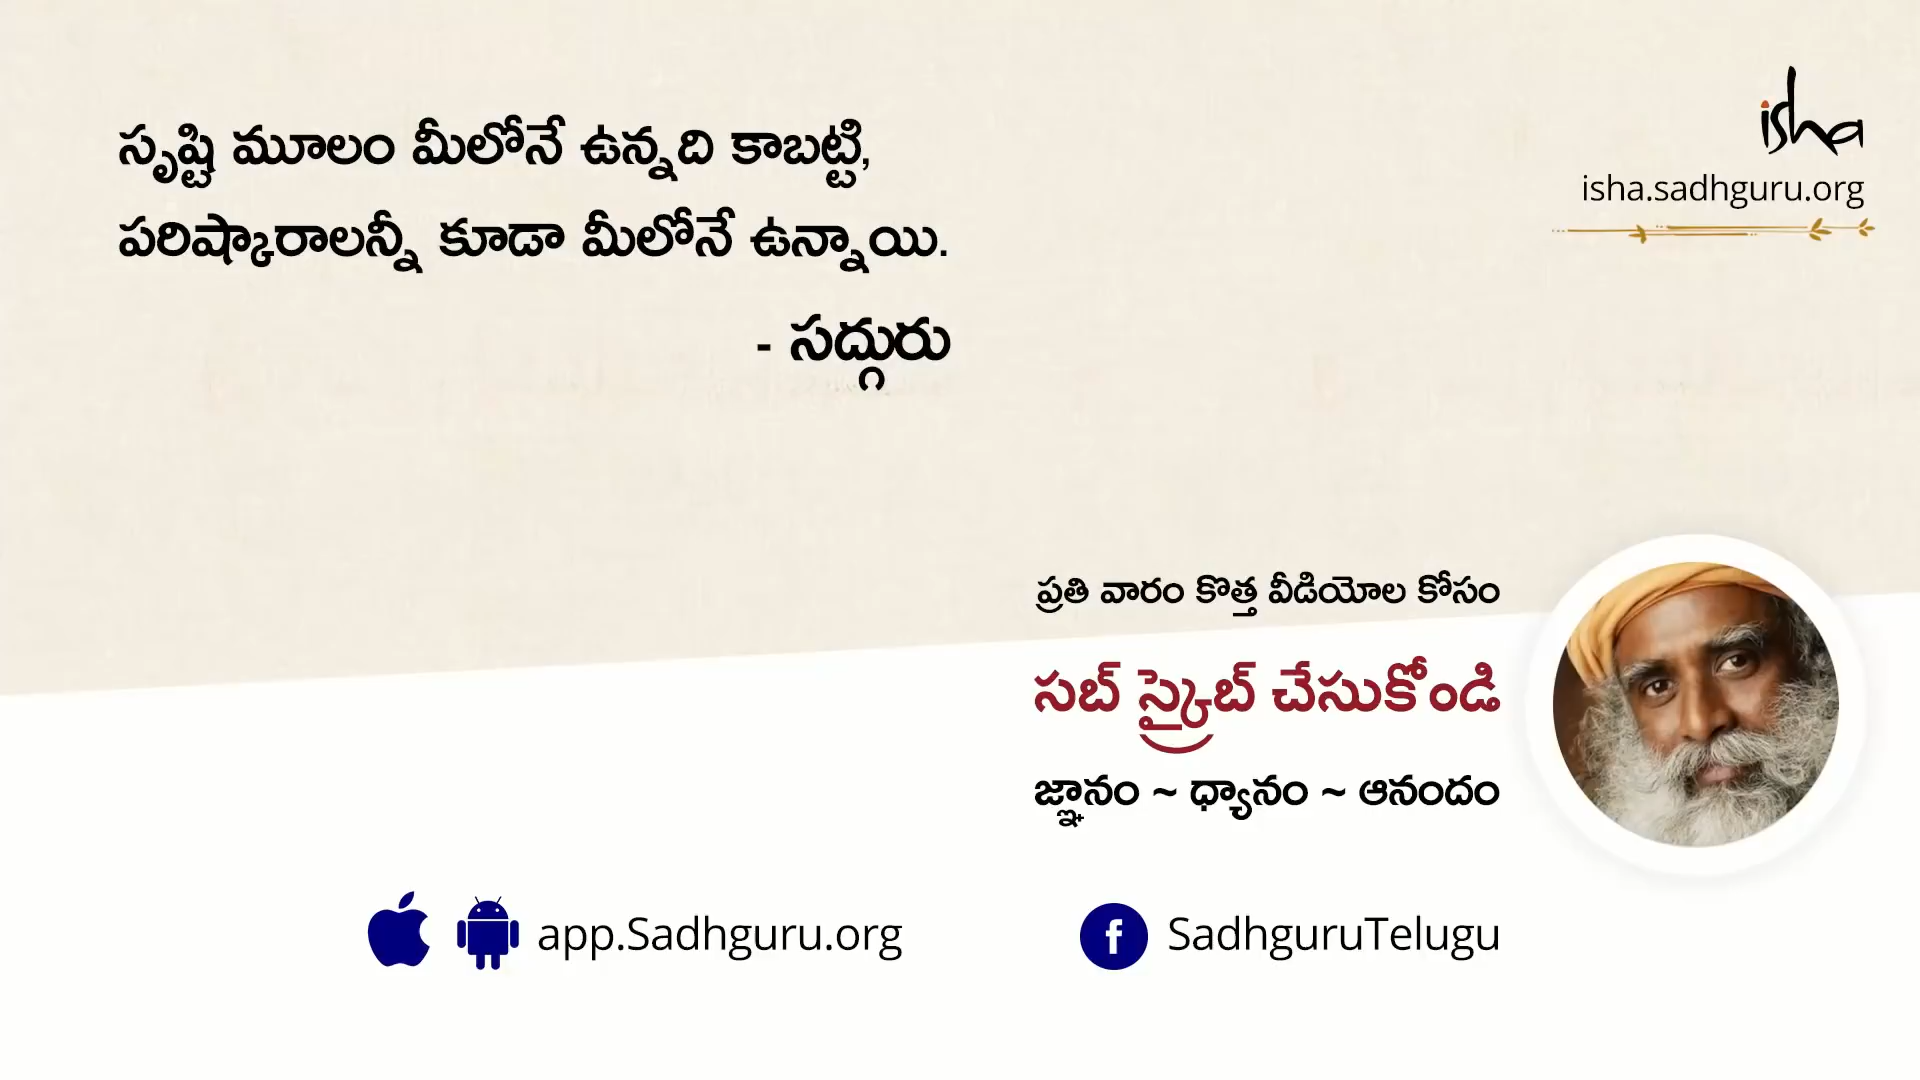 సృష్టి మూలం మీలోనే ఉన్నది కాబట్టి,
పరిష్కారాలన్నీ కూడా మీలోనే ఉన్నాయి.
- సద్గురు
isha
isha.sadhguru.org
ప్రతి వారం కొత్త వీడియోల కోసం
సబ్ స్క్రైబ్ చేసుకోండి
జ్ఞానం ~ ధ్యానం ~ ఆనందం
app.Sadhguru.org
SadhguruTelugu